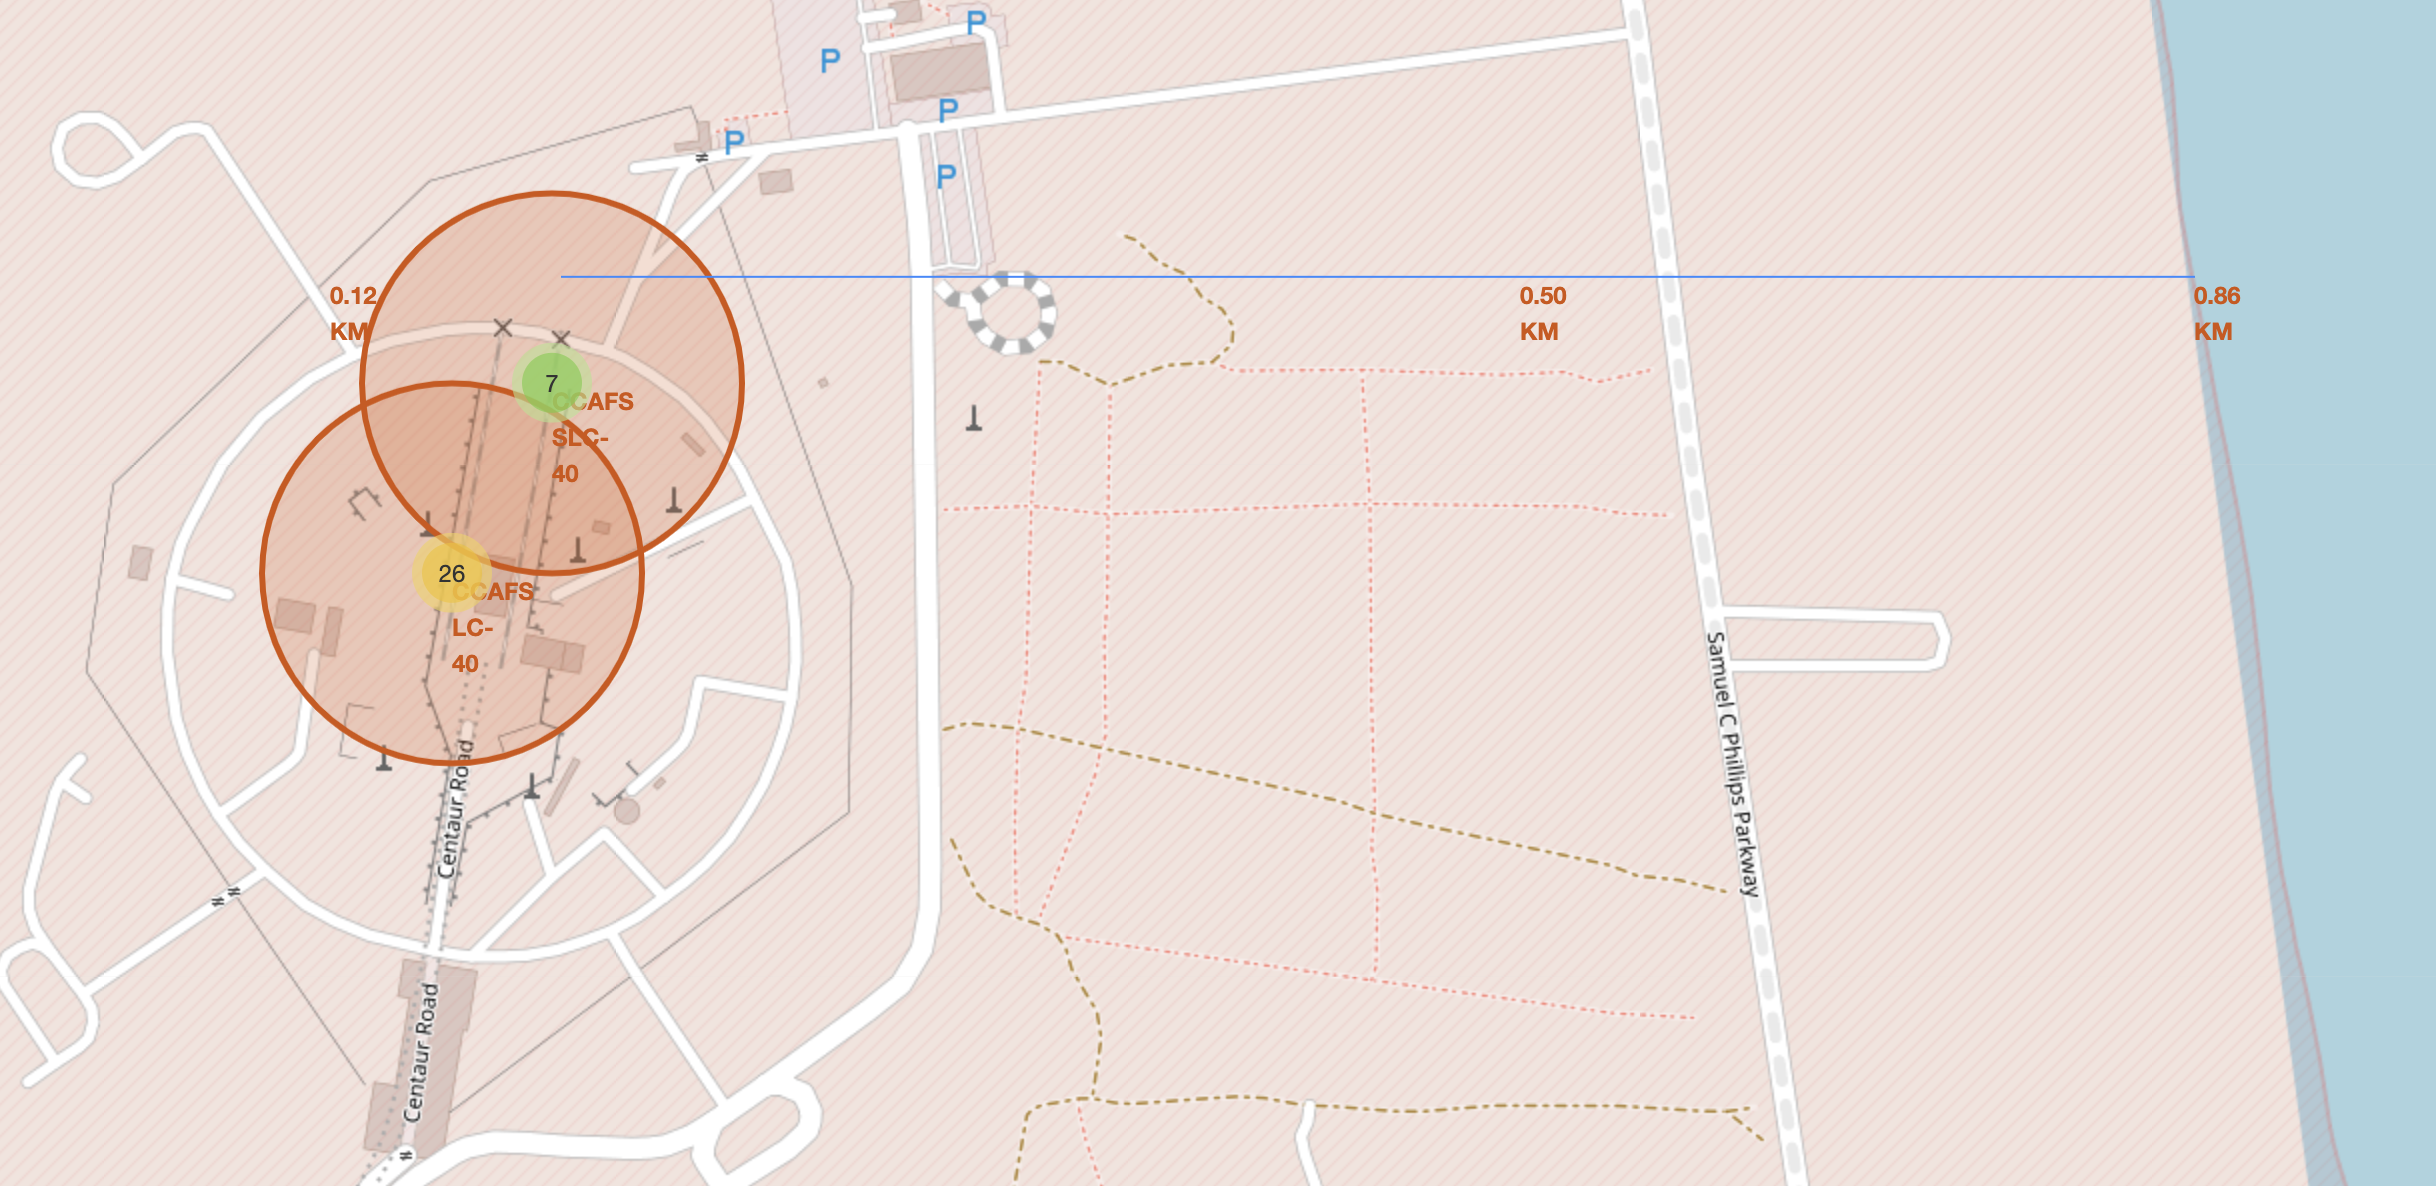 P
P
P
P
P
0.12
KM
0.50
KM
0.86
KM
7
CCAFS
SLC-
40
26
CCAFS
LC-
40
Samuel C Phillips Parkway
Centaur Road
Centaur Road